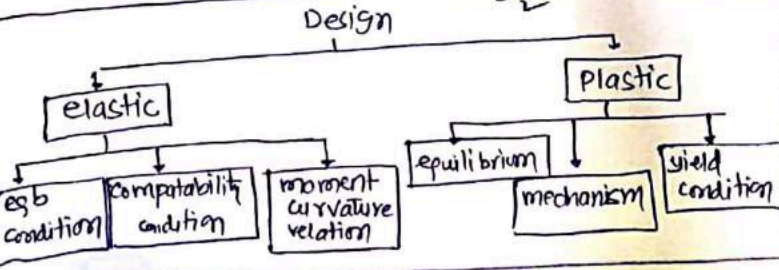 Design
elastic
Plastic
eqb
condition
compatability
condition
moment
curvature
relation
equilibrium
mechanism
yield
condition